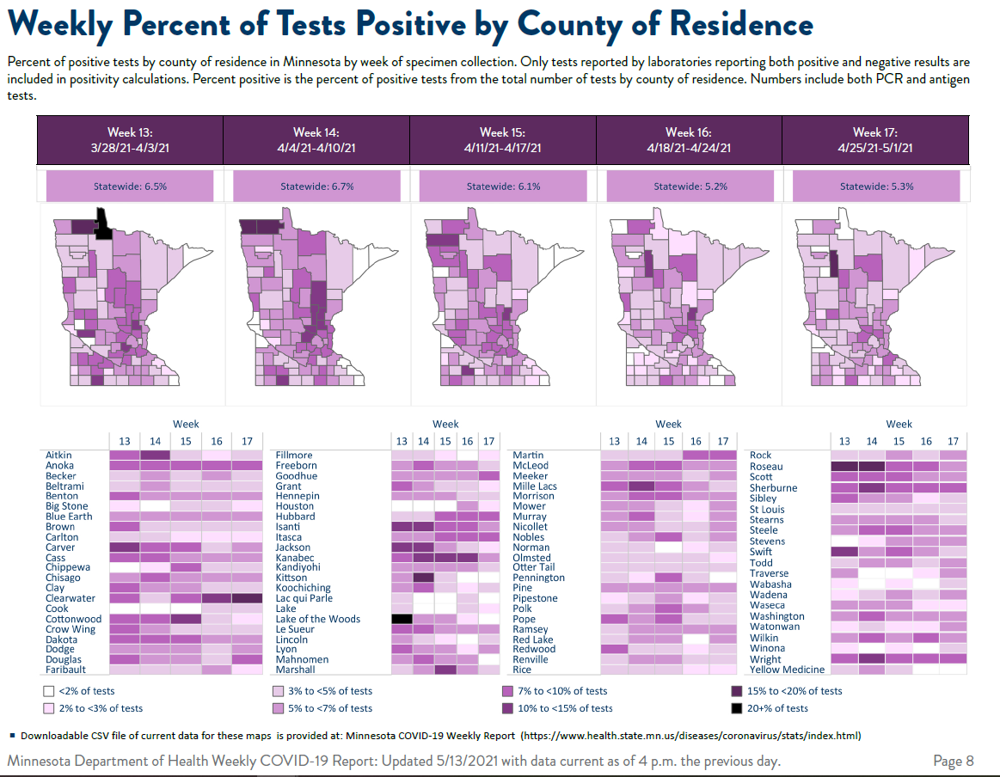 Weekly Percent of Tests Positive by County of Residence
Percent of positive tests by county of residence in Minnesota by week of specimen collection. Only tests reported by laboratories reporting both positive and negative results are
included in positivity calculations. Percent positive is the percent of positive tests from the total number of tests by county of residence. Numbers include both PCR and antigen
tests.
Week 13:
3/28/21-4/3/21
Week 14:
4/4/21-4/10/21
Week 15:
4/11/21-4/17/21
Week 16:
4/18/21-4/24/21
Week 17:
4/25/21-5/1/21
Statewide: 6.5%
Statewide: 6.7%
Statewide: 6.1%
Statewide: 5.2%
Statewide: 5.3%
Week
13 14 15 16 17
Aitkin
Anoka
Becker
Beltrami
Benton
Big Stone
Blue Earth
Brown
Carlton
Carver
Cass
Chippewa
Chisago
Clay
Clearwater
Cook
Cottonwood
Crow Wing
Dakota
Dodge
Douglas
Faribault
Week
13 14 15 16 17
Fillmore
Freeborn
Goodhue
Grant
Hennepin
Houston
Hubbard
Isanti
Itasca
Jackson
Kanabec
Kandiyohi
Kittson
Koochiching
Lac qui Parle
Lake
Lake of the Woods
Le Sueur
Lincoln
Lyon
Mahnomen
Marshall
Week
13 14 15 16 17
Martin
McLeod
Meeker
Mille Lacs
Morrison
Mower
Murray
Nicollet
Nobles
Norman
Olmsted
Otter Tail
Pennington
Pine
Pipestone
Polk
Pope
Ramsey
Red Lake
Redwood
Renville
Rice
Week
13 14 15 16 17
Rock
Roseau
Scott
Sherburne
Sibley
St Louis
Stearns
Steele
Stevens
Swift
Todd
Traverse
Wabasha
Wadena
Waseca
Washington
Watonwan
Wilkin
Winona
Wright
Yellow Medicine
<2% of tests
2% to <3% of tests
3% to <5% of tests
5% to <7% of tests
7% to <10% of tests
10% to <15% of tests
15% to <20% of tests
20+% of tests
▪ Downloadable CSV file of current data for these maps is provided at: Minnesota COVID-19 Weekly Report (https://www.health.state.mn.us/diseases/coronavirus/stats/index.html)
Minnesota Department of Health Weekly COVID-19 Report: Updated 5/13/2021 with data current as of 4 p.m. the previous day.
Page 8